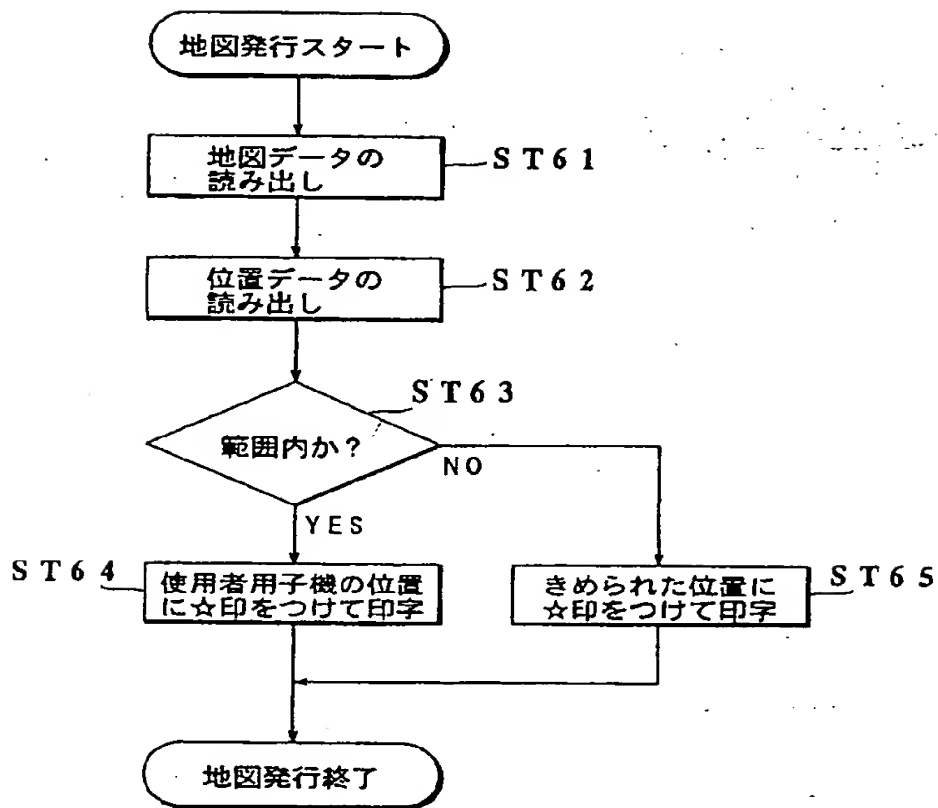 地図発行スタート
地図データの
読み出し
ST61
位置データの
読み出し
ST62
ST63
範囲内か?
NO
YES
ST64
使用者用子機の位置
に☆印をつけて印字
きめられた位置に
☆印をつけて印字
ST65
地図発行終了